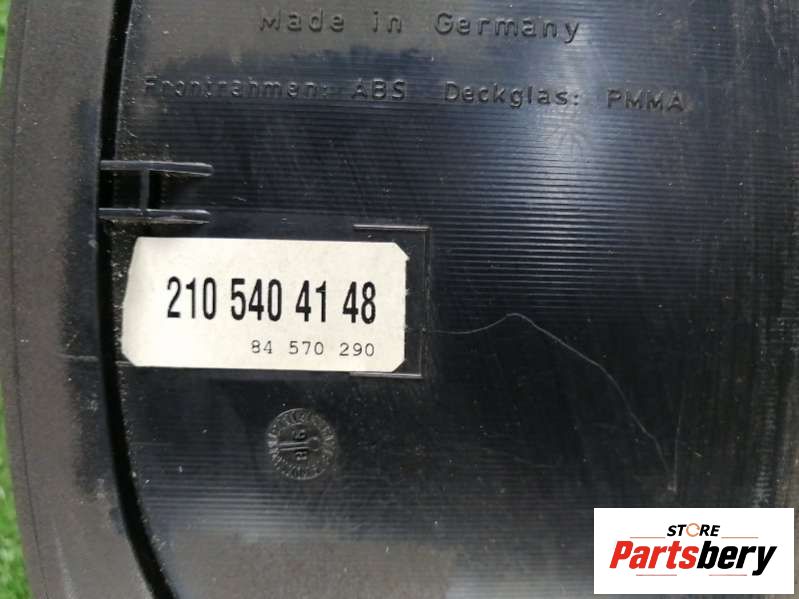 Made in Germany
Frontrahmen: ABS Deckglas: PMMA
210 540 41 48
84 570 290
STORE
Partsbery